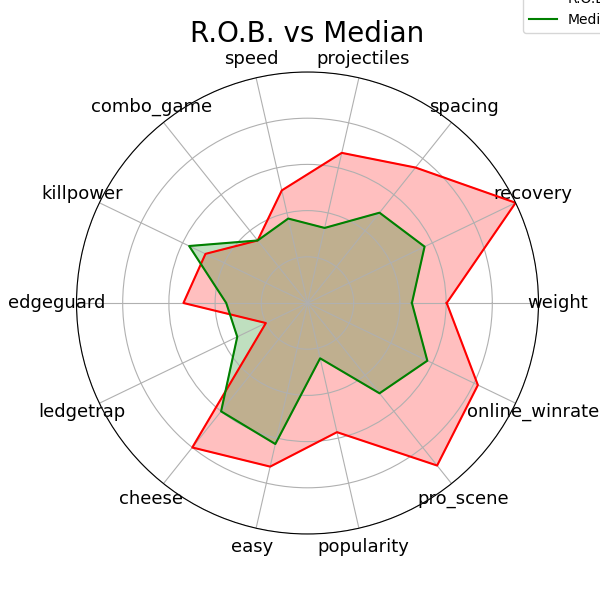 R.O.B. vs Median
speed
projectiles
combo_game
spacing
killpower
recovery
edgeguard
weight
ledgetrap
online_winrate
cheese
pro_scene
easy
popularity